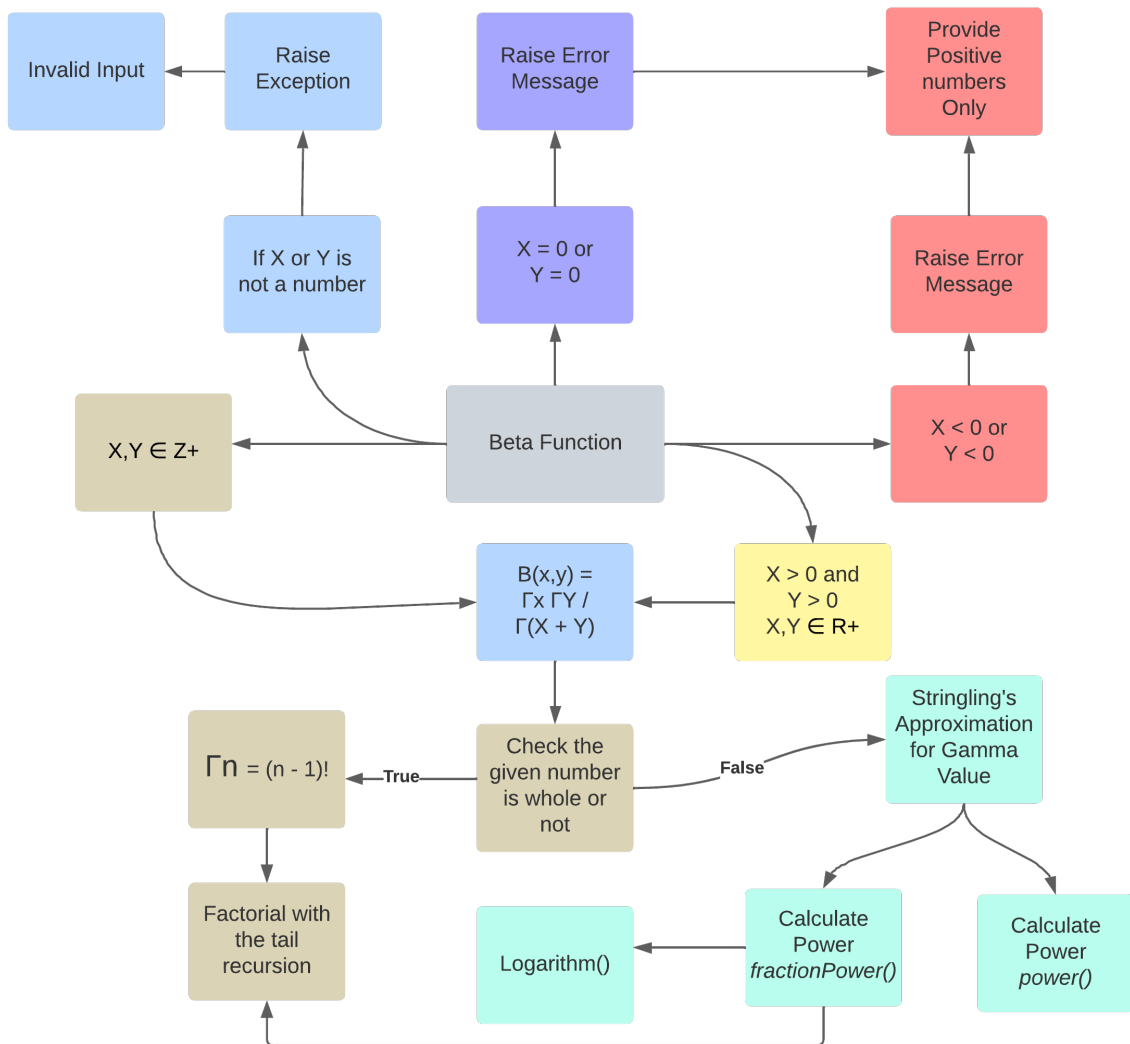 Invalid Input
Raise
Exception
Raise Error
Message
Provide
Positive
numbers
Only
If X or Y is
not a number
X = 0 or
Y = 0
Raise Error
Message
X,Y ∈ Z+
Beta Function
X < 0 or
Y < 0
B(x,y) =
Γx ΓY /
Γ(X + Y)
X > 0 and
Y > 0
X,Y ∈ R+
Γn = (n - 1)!
True
Check the
given number
is whole or
not
False
Stringling's
Approximation
for Gamma
Value
Factorial with
the tail
recursion
Logarithm()
Calculate
Power
fractionPower()
Calculate
Power
power()